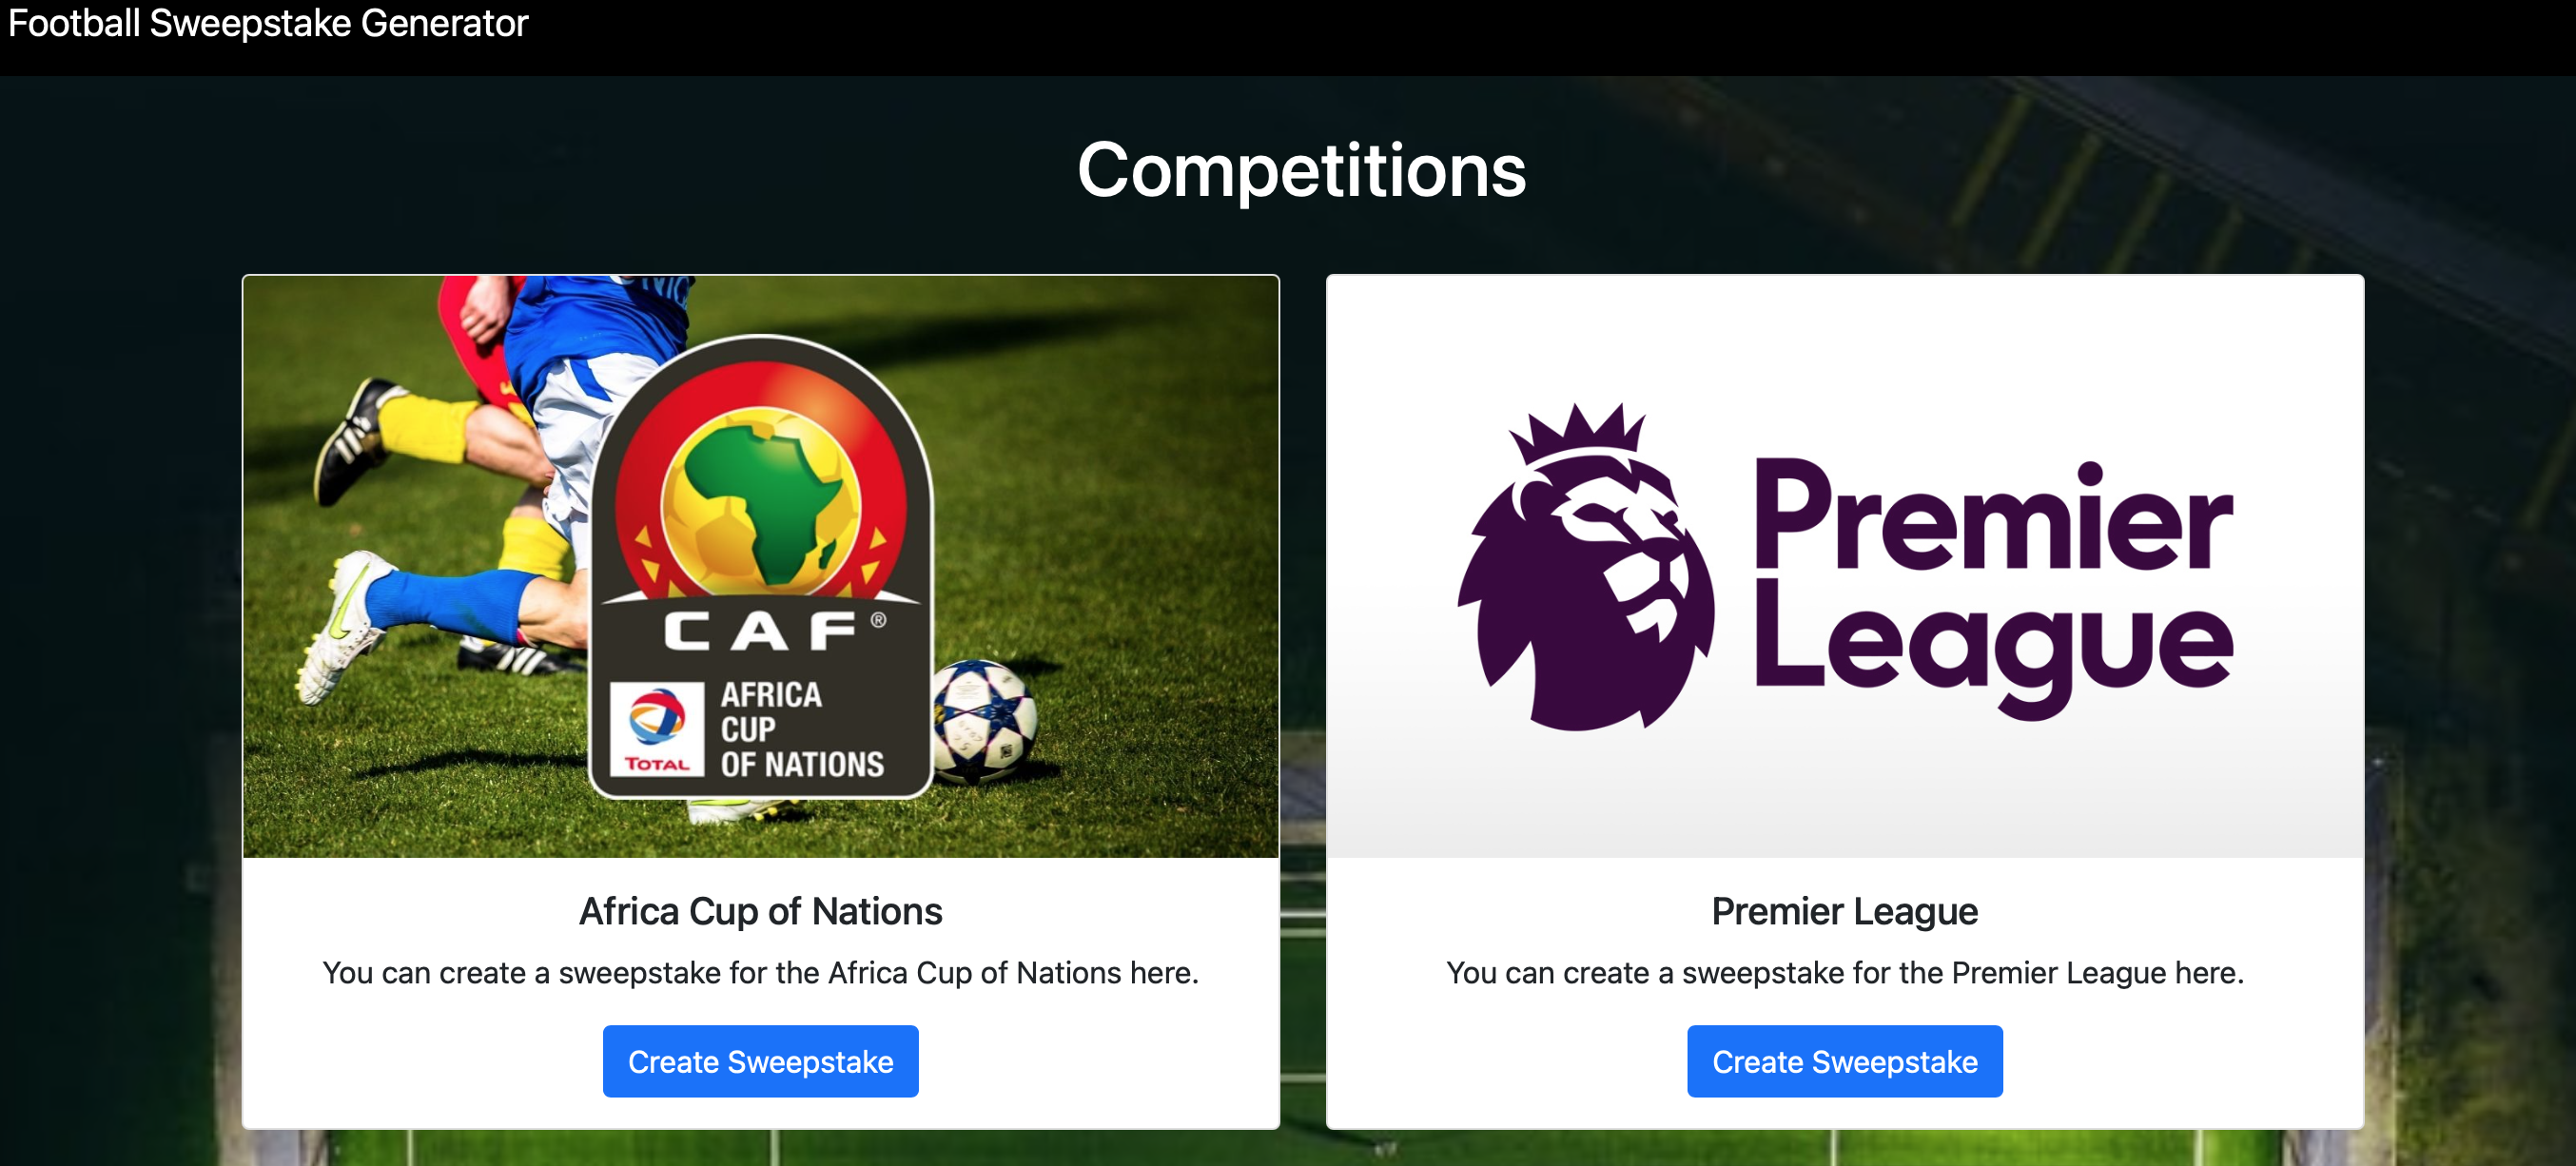 Football Sweepstake Generator
Competitions
CAF®
TOTAL
AFRICA
CUP
OF NATIONS
Africa Cup of Nations
You can create a sweepstake for the Africa Cup of Nations here.
Create Sweepstake
Premier
League
Premier League
You can create a sweepstake for the Premier League here.
Create Sweepstake